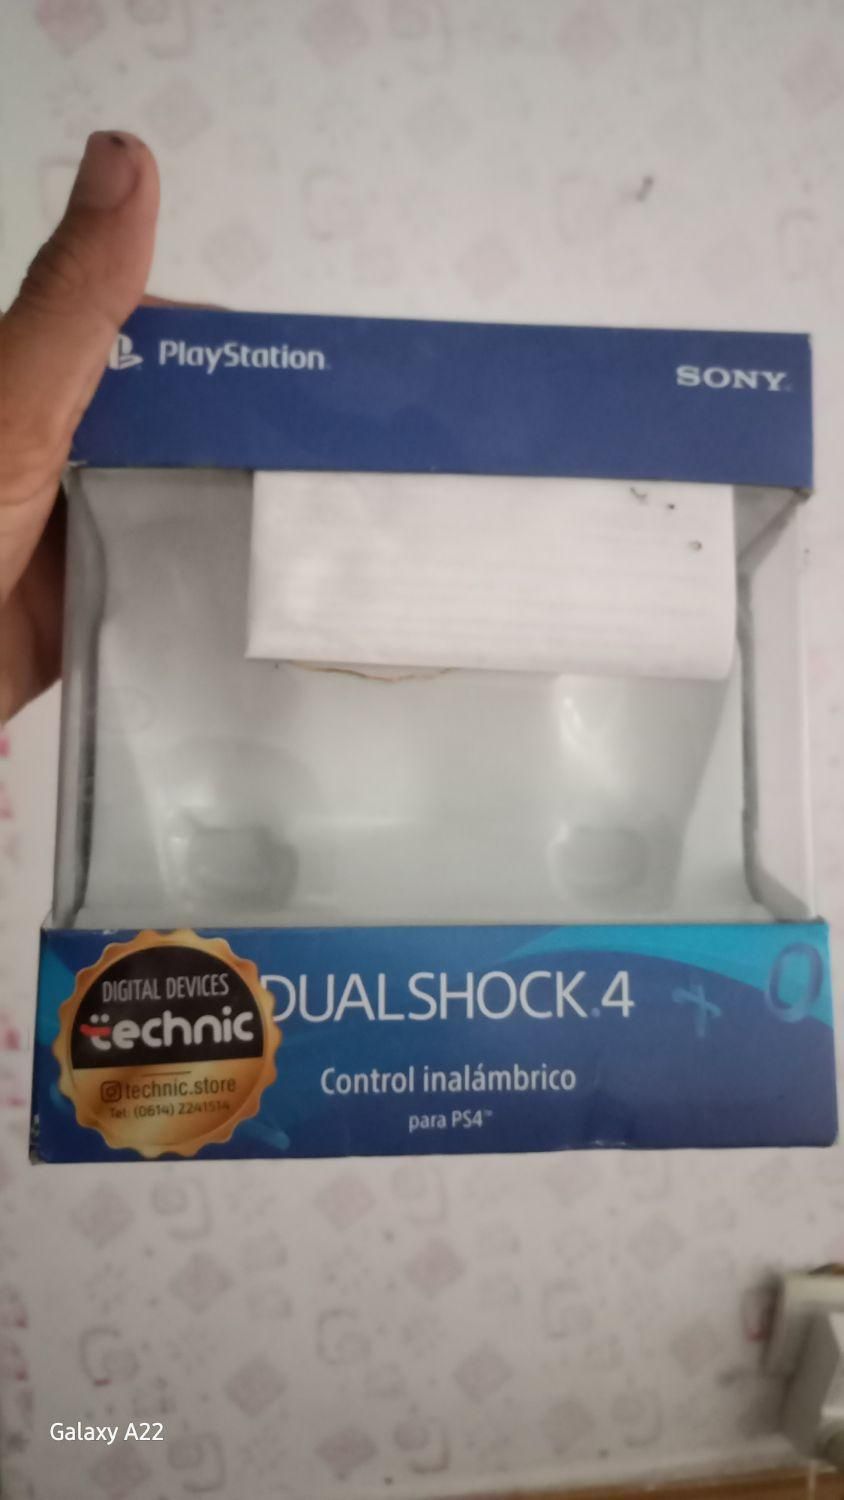 PlayStation
SONY
DUALSHOCK.4
Control inalámbrico
para PS4™
DIGITAL DEVICES
technic
technic.store
Tel: (0614) 2241514
Galaxy A22